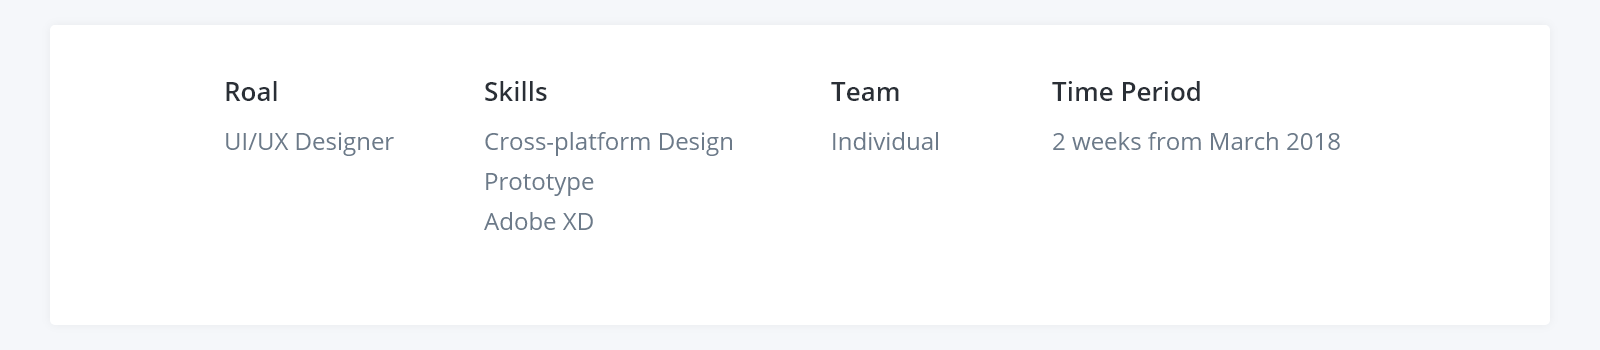 Roal
UI/UX Designer
Skills
Cross-platform Design
Prototype
Adobe XD
Team
Individual
Time Period
2 weeks from March 2018